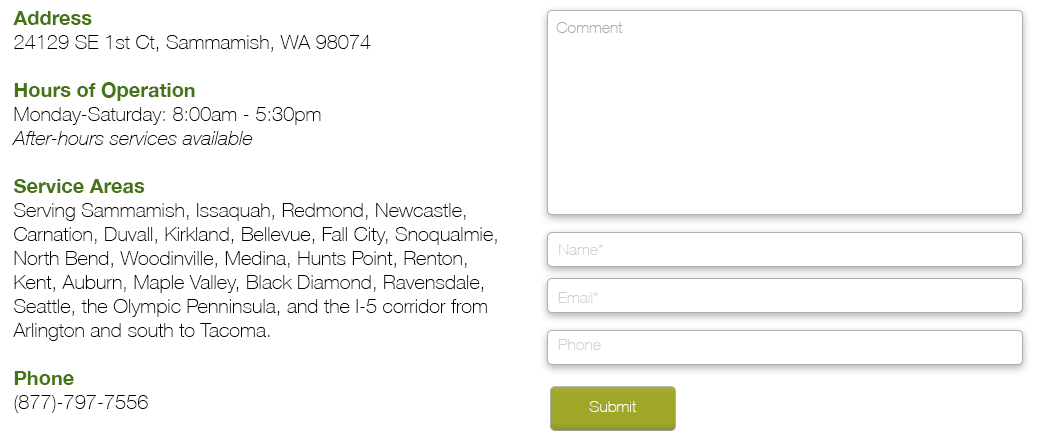 Address
24129 SE 1st Ct, Sammamish, WA 98074
Hours of Operation
Monday-Saturday: 8:00am - 5:30pm
After-hours services available
Service Areas
Serving Sammamish, Issaquah, Redmond, Newcastle,
Carnation, Duvall, Kirkland, Bellevue, Fall City, Snoqualmie,
North Bend, Woodinville, Medina, Hunts Point, Renton,
Kent, Auburn, Maple Valley, Black Diamond, Ravensdale,
Seattle, the Olympic Penninsula, and the I-5 corridor from
Arlington and south to Tacoma.
Phone
(877)-797-7556
Comment
Name*
Email*
Phone
Submit